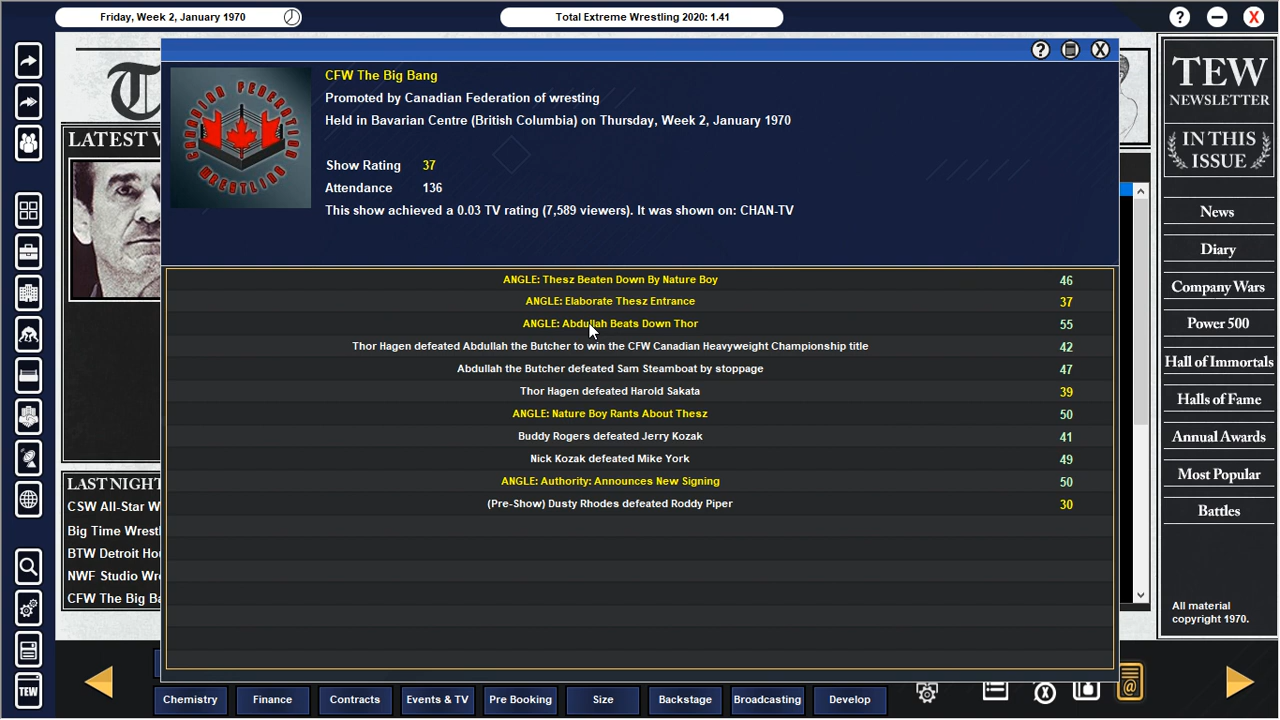 Friday, Week 2, January 1970
Total Extreme Wrestling 2020: 1.41
CFW The Big Bang
Promoted by Canadian Federation of wresting
Held in Bavarian Centre (British Columbia) on Thursday, Week 2, January 1970
Show Rating 37
Attendance 136
This show achieved a 0.03 TV rating (7,589 viewers). It was shown on: CHAN-TV
CANADIAN FEDERATION
WRESTLING
ANGLE: Thesz Beaten Down By Nature Boy 46
ANGLE: Elaborate Thesz Entrance 37
ANGLE: Abdullah Beats Down Thor 55
Thor Hagen defeated Abdullah the Butcher to win the CFW Canadian Heavyweight Championship title 42
Abdullah the Butcher defeated Sam Steamboat by stoppage 47
Thor Hagen defeated Harold Sakata 39
ANGLE: Nature Boy Rants About Thesz 50
Buddy Rogers defeated Jerry Kozak 41
Nick Kozak defeated Mike York 49
ANGLE: Authority: Announces New Signing 50
(Pre-Show) Dusty Rhodes defeated Roddy Piper 30
T
LATEST W
LAST NIGHT
CSW All-Star W
Big Time Wrestl
BTW Detroit Ho
NWF Studio Wr
CFW The Big Ba
TEW
NEWSLETTER
IN THIS
ISSUE
News
Diary
Company Wars
Power 500
Hall of Immortals
Halls of Fame
Annual Awards
Most Popular
Battles
All material
copyright 1970.
TEW
Chemistry
Finance
Contracts
Events & TV
Pre Booking
Size
Backstage
Broadcasting
Develop